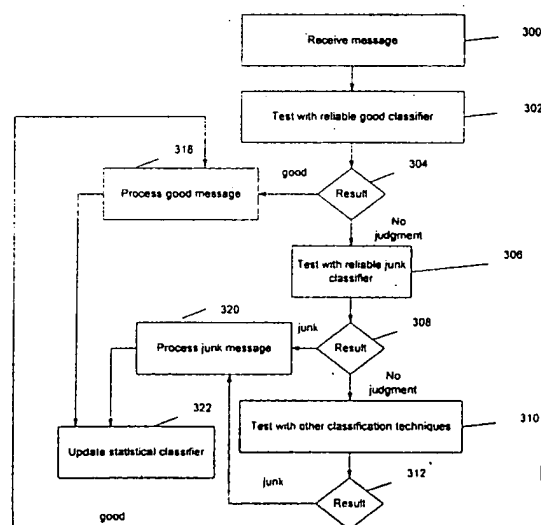 Receive message
300
Test with reliable good classifier
302
318
304
good
Result
Process good message
No
judgment
306
Test with reliable junk
classifier
320
308
junk
Result
Process junk message
No
judgment
322
310
Test with other classification techniques
Update statistical classifier
312
junk
Result
good